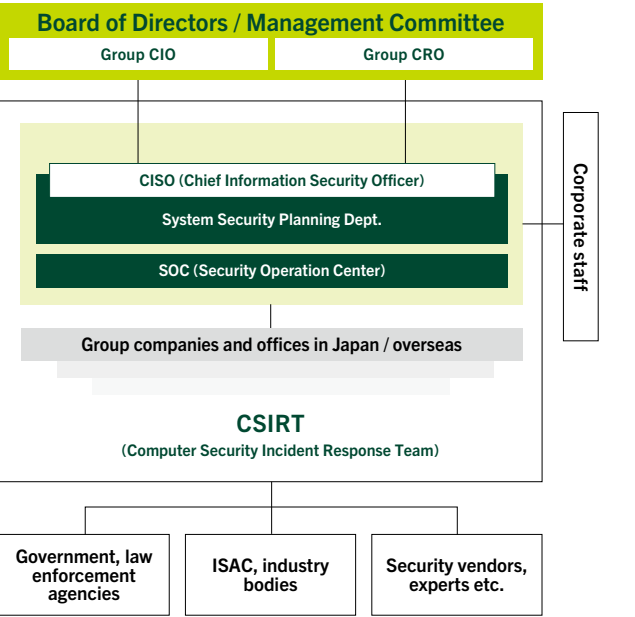 Board of Directors / Management Committee
Group CIO
Group CRO
CISO (Chief Information Security Officer)
System Security Planning Dept.
SOC (Security Operation Center)
Corporate staff
Group companies and offices in Japan / overseas
CSIRT
(Computer Security Incident Response Team)
Government, law
enforcement
agencies
ISAC, industry
bodies
Security vendors,
experts etc.